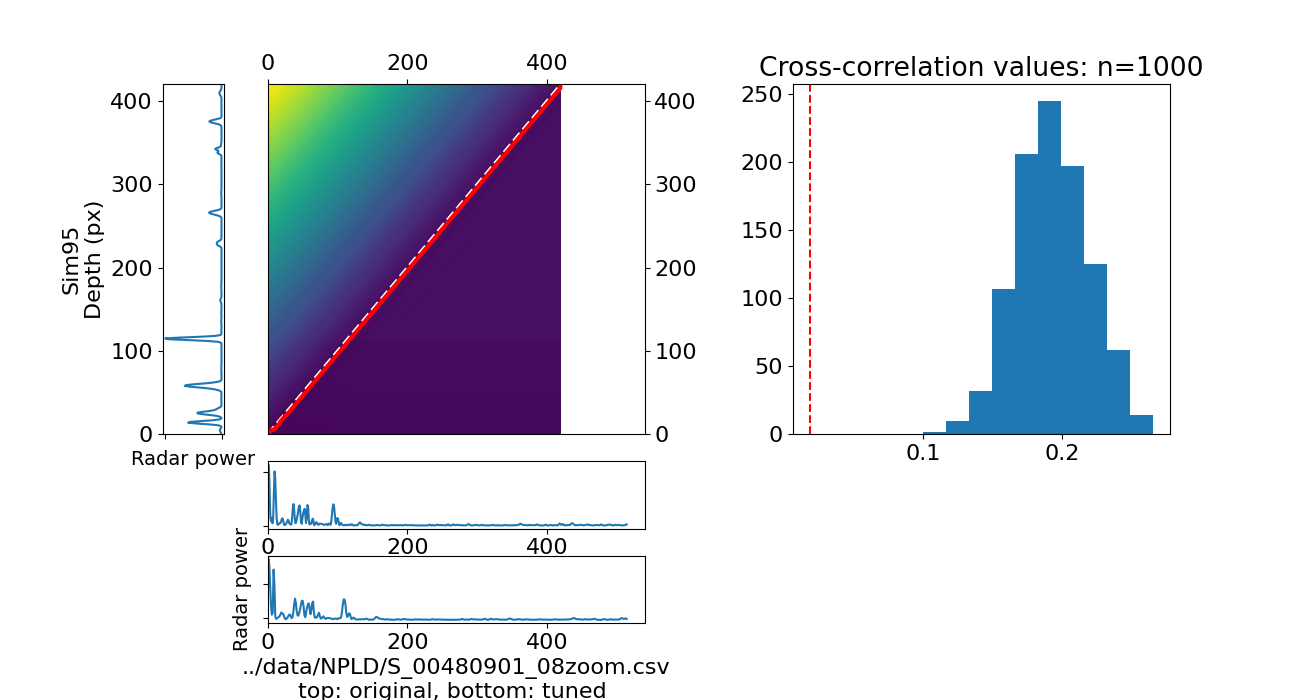 0 200 400
Cross-correlation values: n=1000
400
300
200
100
0
Sim95
Depth (px)
400
300
200
100
0
Radar power
250
200
150
100
50
0
0.1 0.2
0 200 400
Radar power
0 200 400
../data/NPLD/S_00480901_08zoom.csv
top: original, bottom: tuned